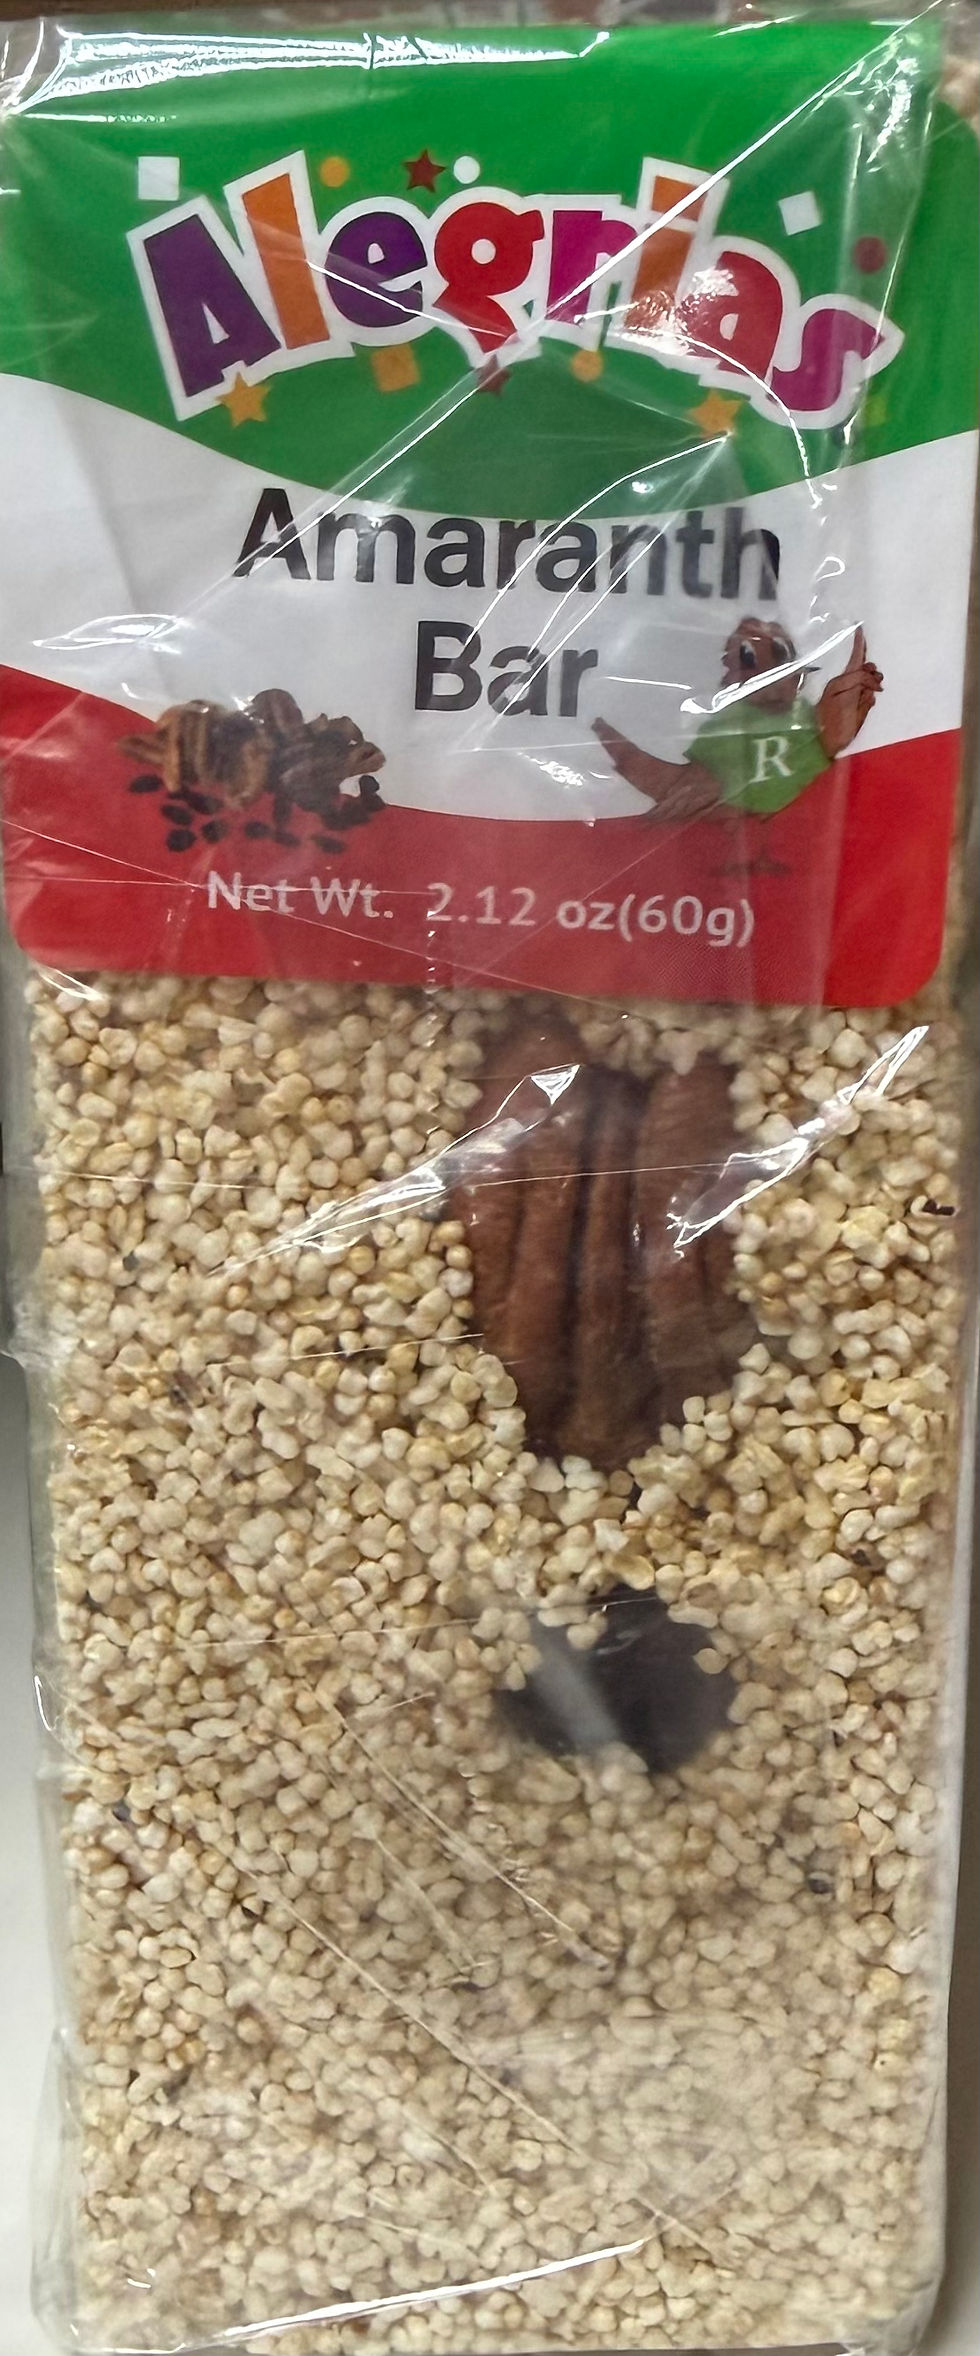 Alegrias
Amaranth
Bar
R
Net Wt. 2.12 oz(60g)